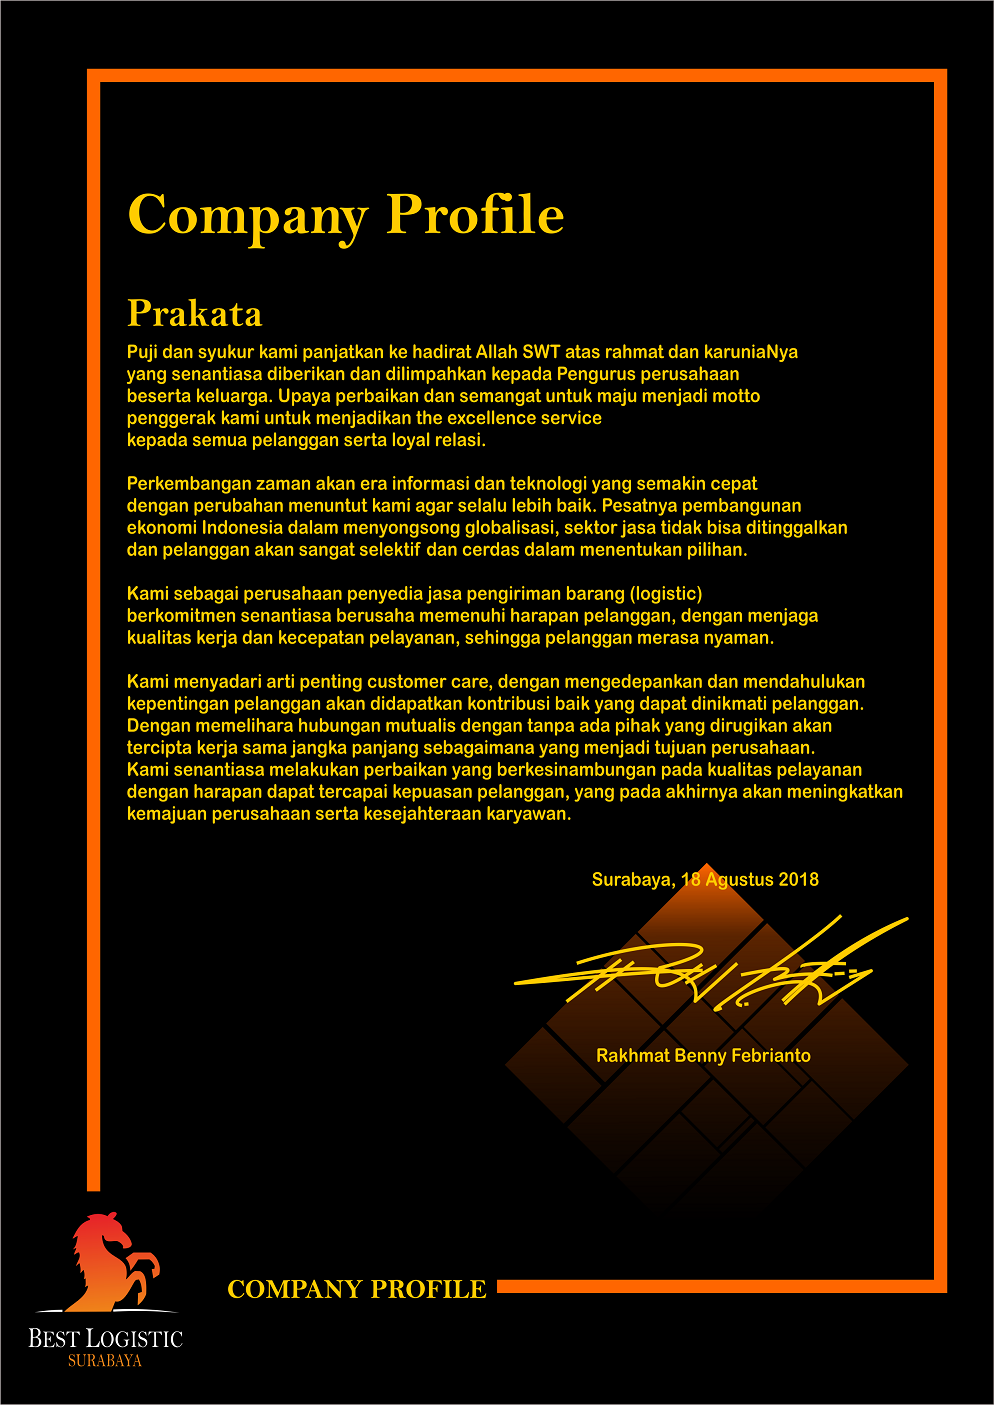 Company Profile
Prakata
Puji dan syukur kami panjatkan ke hadirat Allah SWT atas rahmat dan karuniaNya
yang senantiasa diberikan dan dilimpahkan kepada Pengurus perusahaan
beserta keluarga. Upaya perbaikan dan semangat untuk maju menjadi motto
penggerak kami untuk menjadikan the excellence service
kepada semua pelanggan serta loyal relasi.
Perkembangan zaman akan era informasi dan teknologi yang semakin cepat
dengan perubahan menuntut kami agar selalu lebih baik. Pesatnya pembangunan
ekonomi Indonesia dalam menyongsong globalisasi, sektor jasa tidak bisa ditinggalkan
dan pelanggan akan sangat selektif dan cerdas dalam menentukan pilihan.
Kami sebagai perusahaan penyedia jasa pengiriman barang (logistic)
berkomitmen senantiasa berusaha memenuhi harapan pelanggan, dengan menjaga
kualitas kerja dan kecepatan pelayanan, sehingga pelanggan merasa nyaman.
Kami menyadari arti penting customer care, dengan mengedepankan dan mendahulukan
kepentingan pelanggan akan didapatkan kontribusi baik yang dapat dinikmati pelanggan.
Dengan memelihara hubungan mutualis dengan tanpa ada pihak yang dirugikan akan
tercipta kerja sama jangka panjang sebagaimana yang menjadi tujuan perusahaan.
Kami senantiasa melakukan perbaikan yang berkesinambungan pada kualitas pelayanan
dengan harapan dapat tercapai kepuasan pelanggan, yang pada akhirnya akan meningkatkan
kemajuan perusahaan serta kesejahteraan karyawan.
Surabaya, 18 Agustus 2018
Rakhmat Benny Febrianto
COMPANY PROFILE
BEST LOGISTIC
SURABAYA